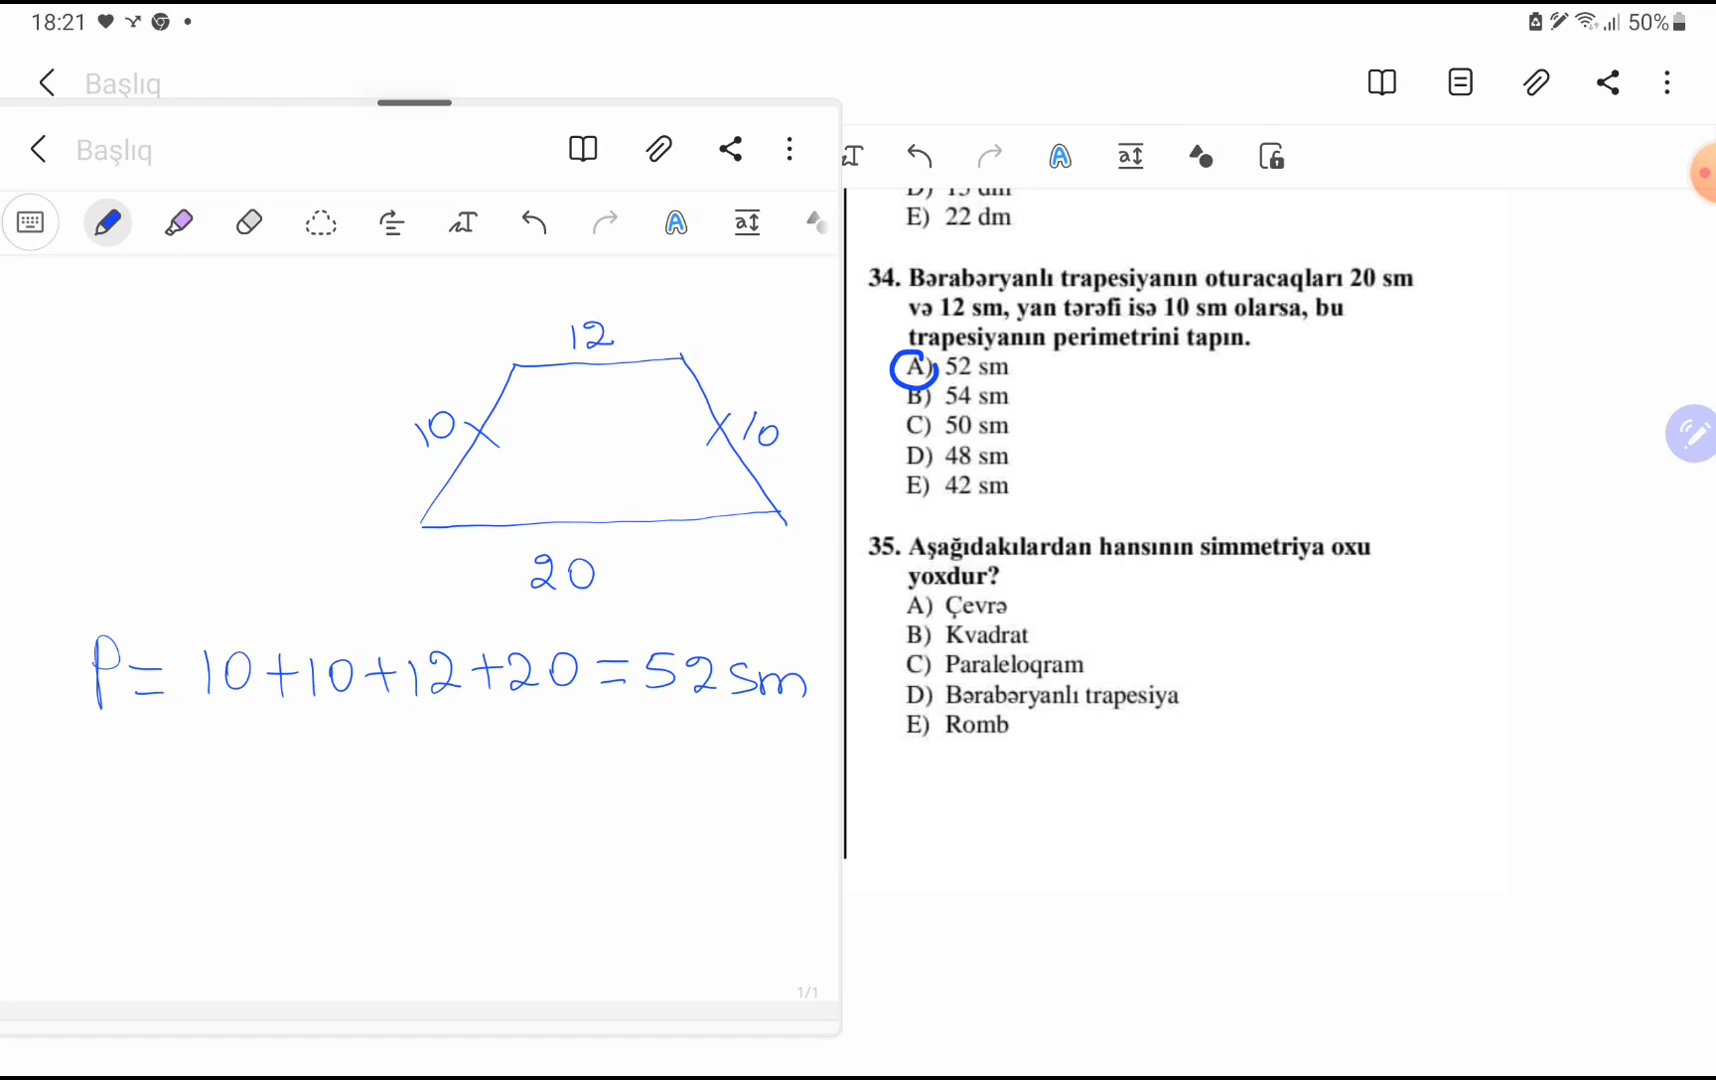 18:21
50%
Başlıq
Başlıq
12
10
10
20
P= 10+10+12+20=52sm
1/1
E) 22 dm
34. Bərabəryanlı trapesiyanın oturacaqları 20 sm
və 12 sm, yan tərəfi isə 10 sm olarsa, bu
trapesiyanın perimetrini tapın.
A) 52 sm
B) 54 sm
C) 50 sm
D) 48 sm
E) 42 sm
35. Aşağıdakılardan hansının simmetriya oxu
yoxdur?
A) Çevrə
B) Kvadrat
C) Paraleloqram
D) Bərabəryanlı trapesiya
E) Romb